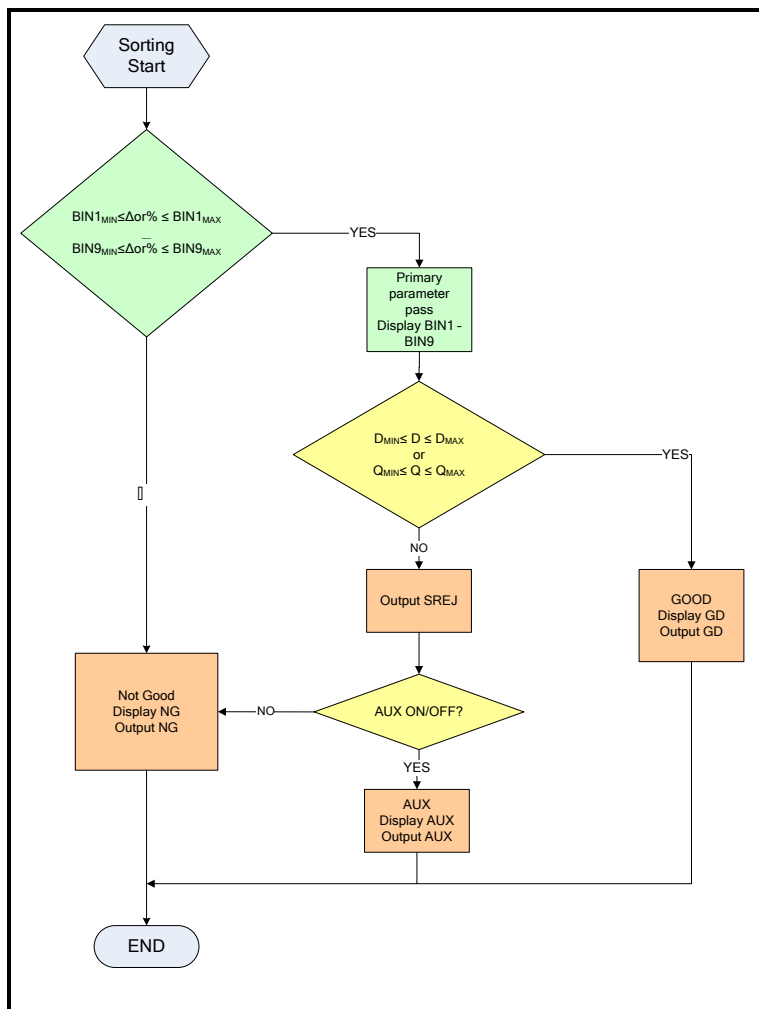 Sorting
Start
BIN1MIN≤Δor% ≤ BIN1MAX
...
BIN9MIN≤Δor% ≤ BIN9MAX
YES
Primary
parameter
pass
Display BIN1 -
BIN9
DMIN≤ D ≤ DMAX
or
QMIN≤ Q ≤ QMAX
YES
NO
Output SREJ
GOOD
Display GD
Output GD
Not Good
Display NG
Output NG
NO
AUX ON/OFF?
YES
AUX
Display AUX
Output AUX
END